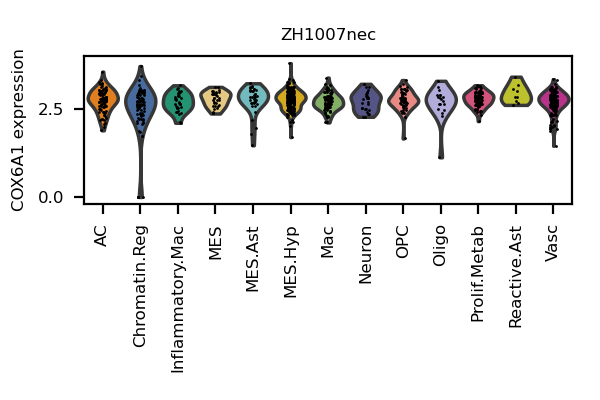 ZH1007nec
COX6A1 expression
2.5
0.0
AC
Chromatin.Reg
Inflammatory.Mac
MES
MES.Ast
MES.Hyp
Mac
Neuron
OPC
Oligo
Prolif.Metab
Reactive.Ast
Vasc